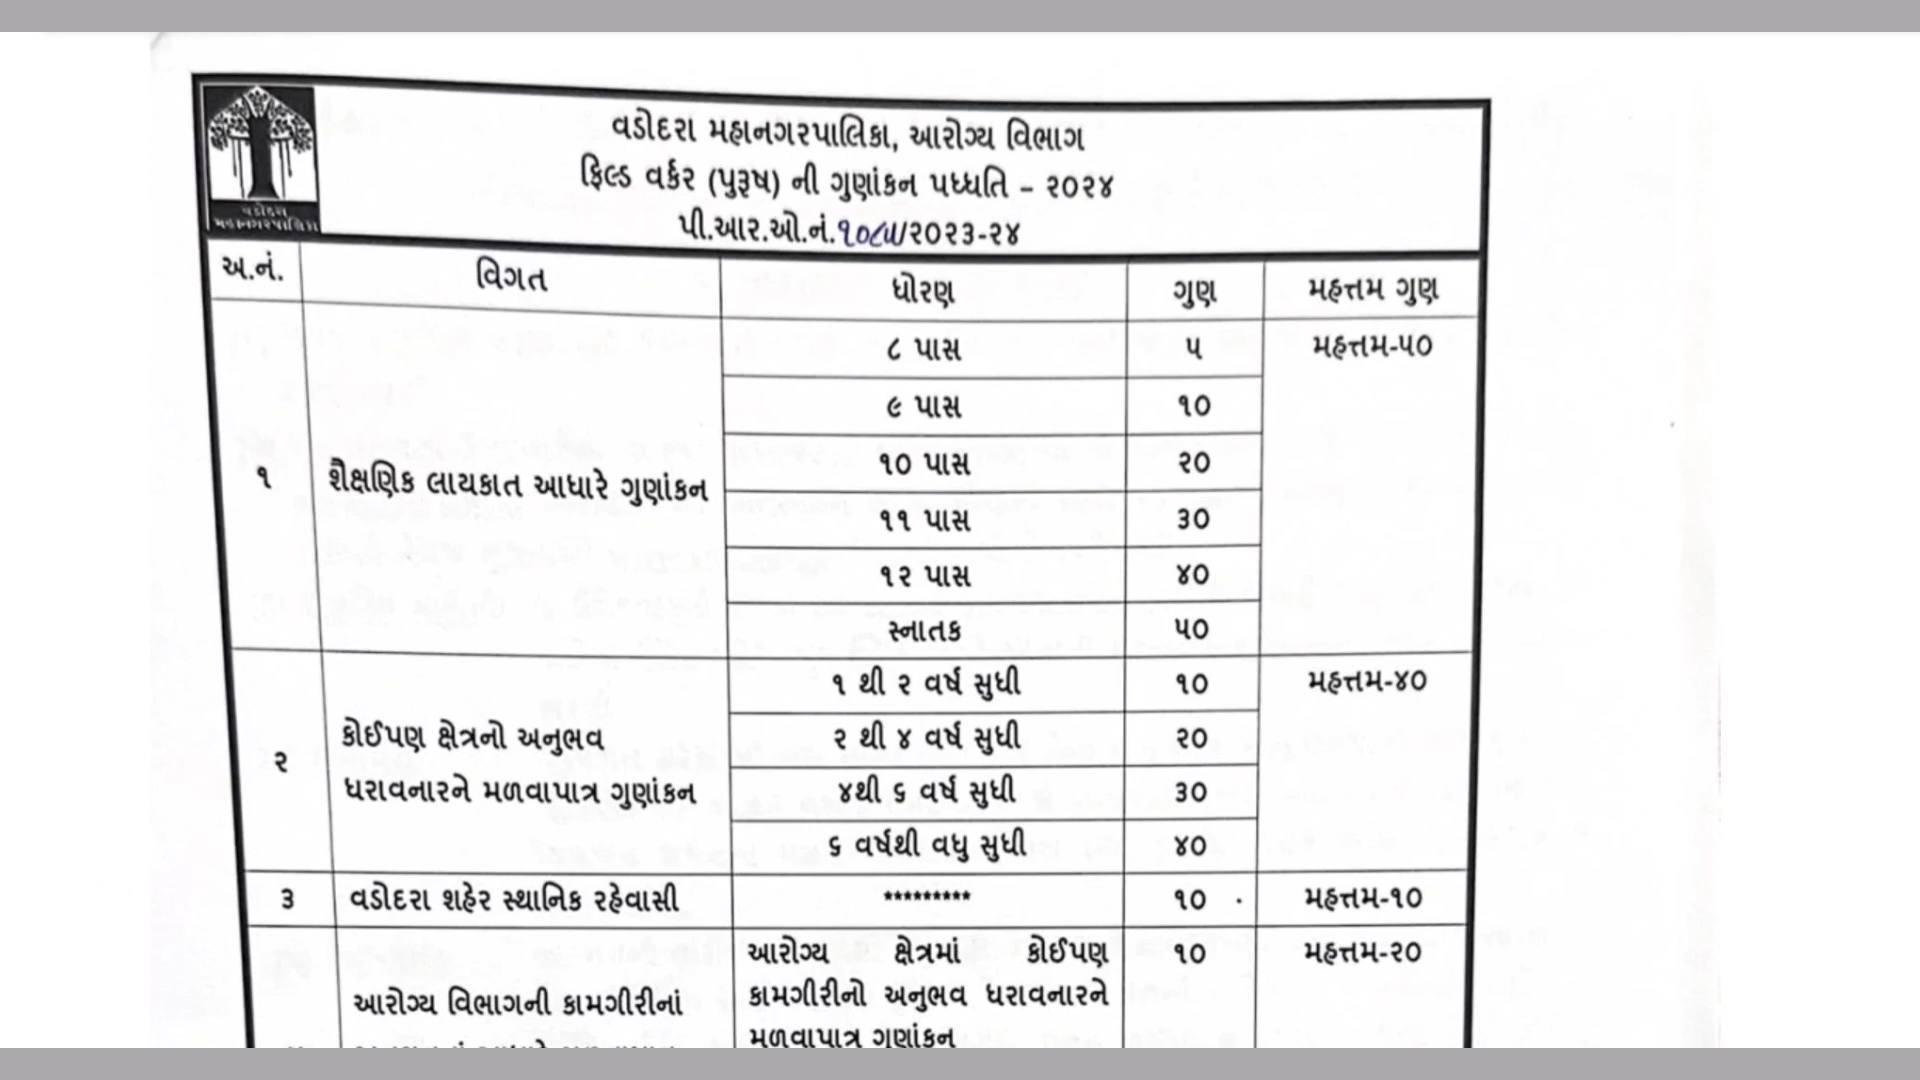 વડોદરા
મહાનગરપાલિકા
વડોદરા મહાનગરપાલિકા, આરોગ્ય વિભાગ
ફિલ્ડ વર્કર (પુરૂષ) ની ગુણાંકન પધ્ધતિ – ૨૦૨૪
પી.આર.ઓ.નં.૧૦૮૫/૨૦૨૩-૨૪
અ.નં. વિગત ધોરણ ગુણ મહત્તમ ગુણ
૮ પાસ ૫ મહત્તમ-૫૦
૯ પાસ ૧૦
૧૦ પાસ ૨૦
૧ શૈક્ષણિક લાયકાત આધારે ગુણાંકન
૧૧ પાસ ૩૦
૧૨ પાસ ૪૦
સ્નાતક ૫૦
૧ થી ૨ વર્ષ સુધી ૧૦ મહત્તમ-૪૦
કોઈપણ ક્ષેત્રનો અનુભવ ૨ થી ૪ વર્ષ સુધી ૨૦
૨
ધરાવનારને મળવાપાત્ર ગુણાંકન ૪થી ૬ વર્ષ સુધી ૩૦
૬ વર્ષથી વધુ સુધી ૪૦
૩ વડોદરા શહેર સ્થાનિક રહેવાસી ********* ૧૦ મહત્તમ-૧૦
આરોગ્ય ક્ષેત્રમાં કોઈપણ ૧૦ મહત્તમ-૨૦
આરોગ્ય વિભાગની કામગીરીનાં કામગીરીનો અનુભવ ધરાવનારને
મળવાપાત્ર ગુણાંકન